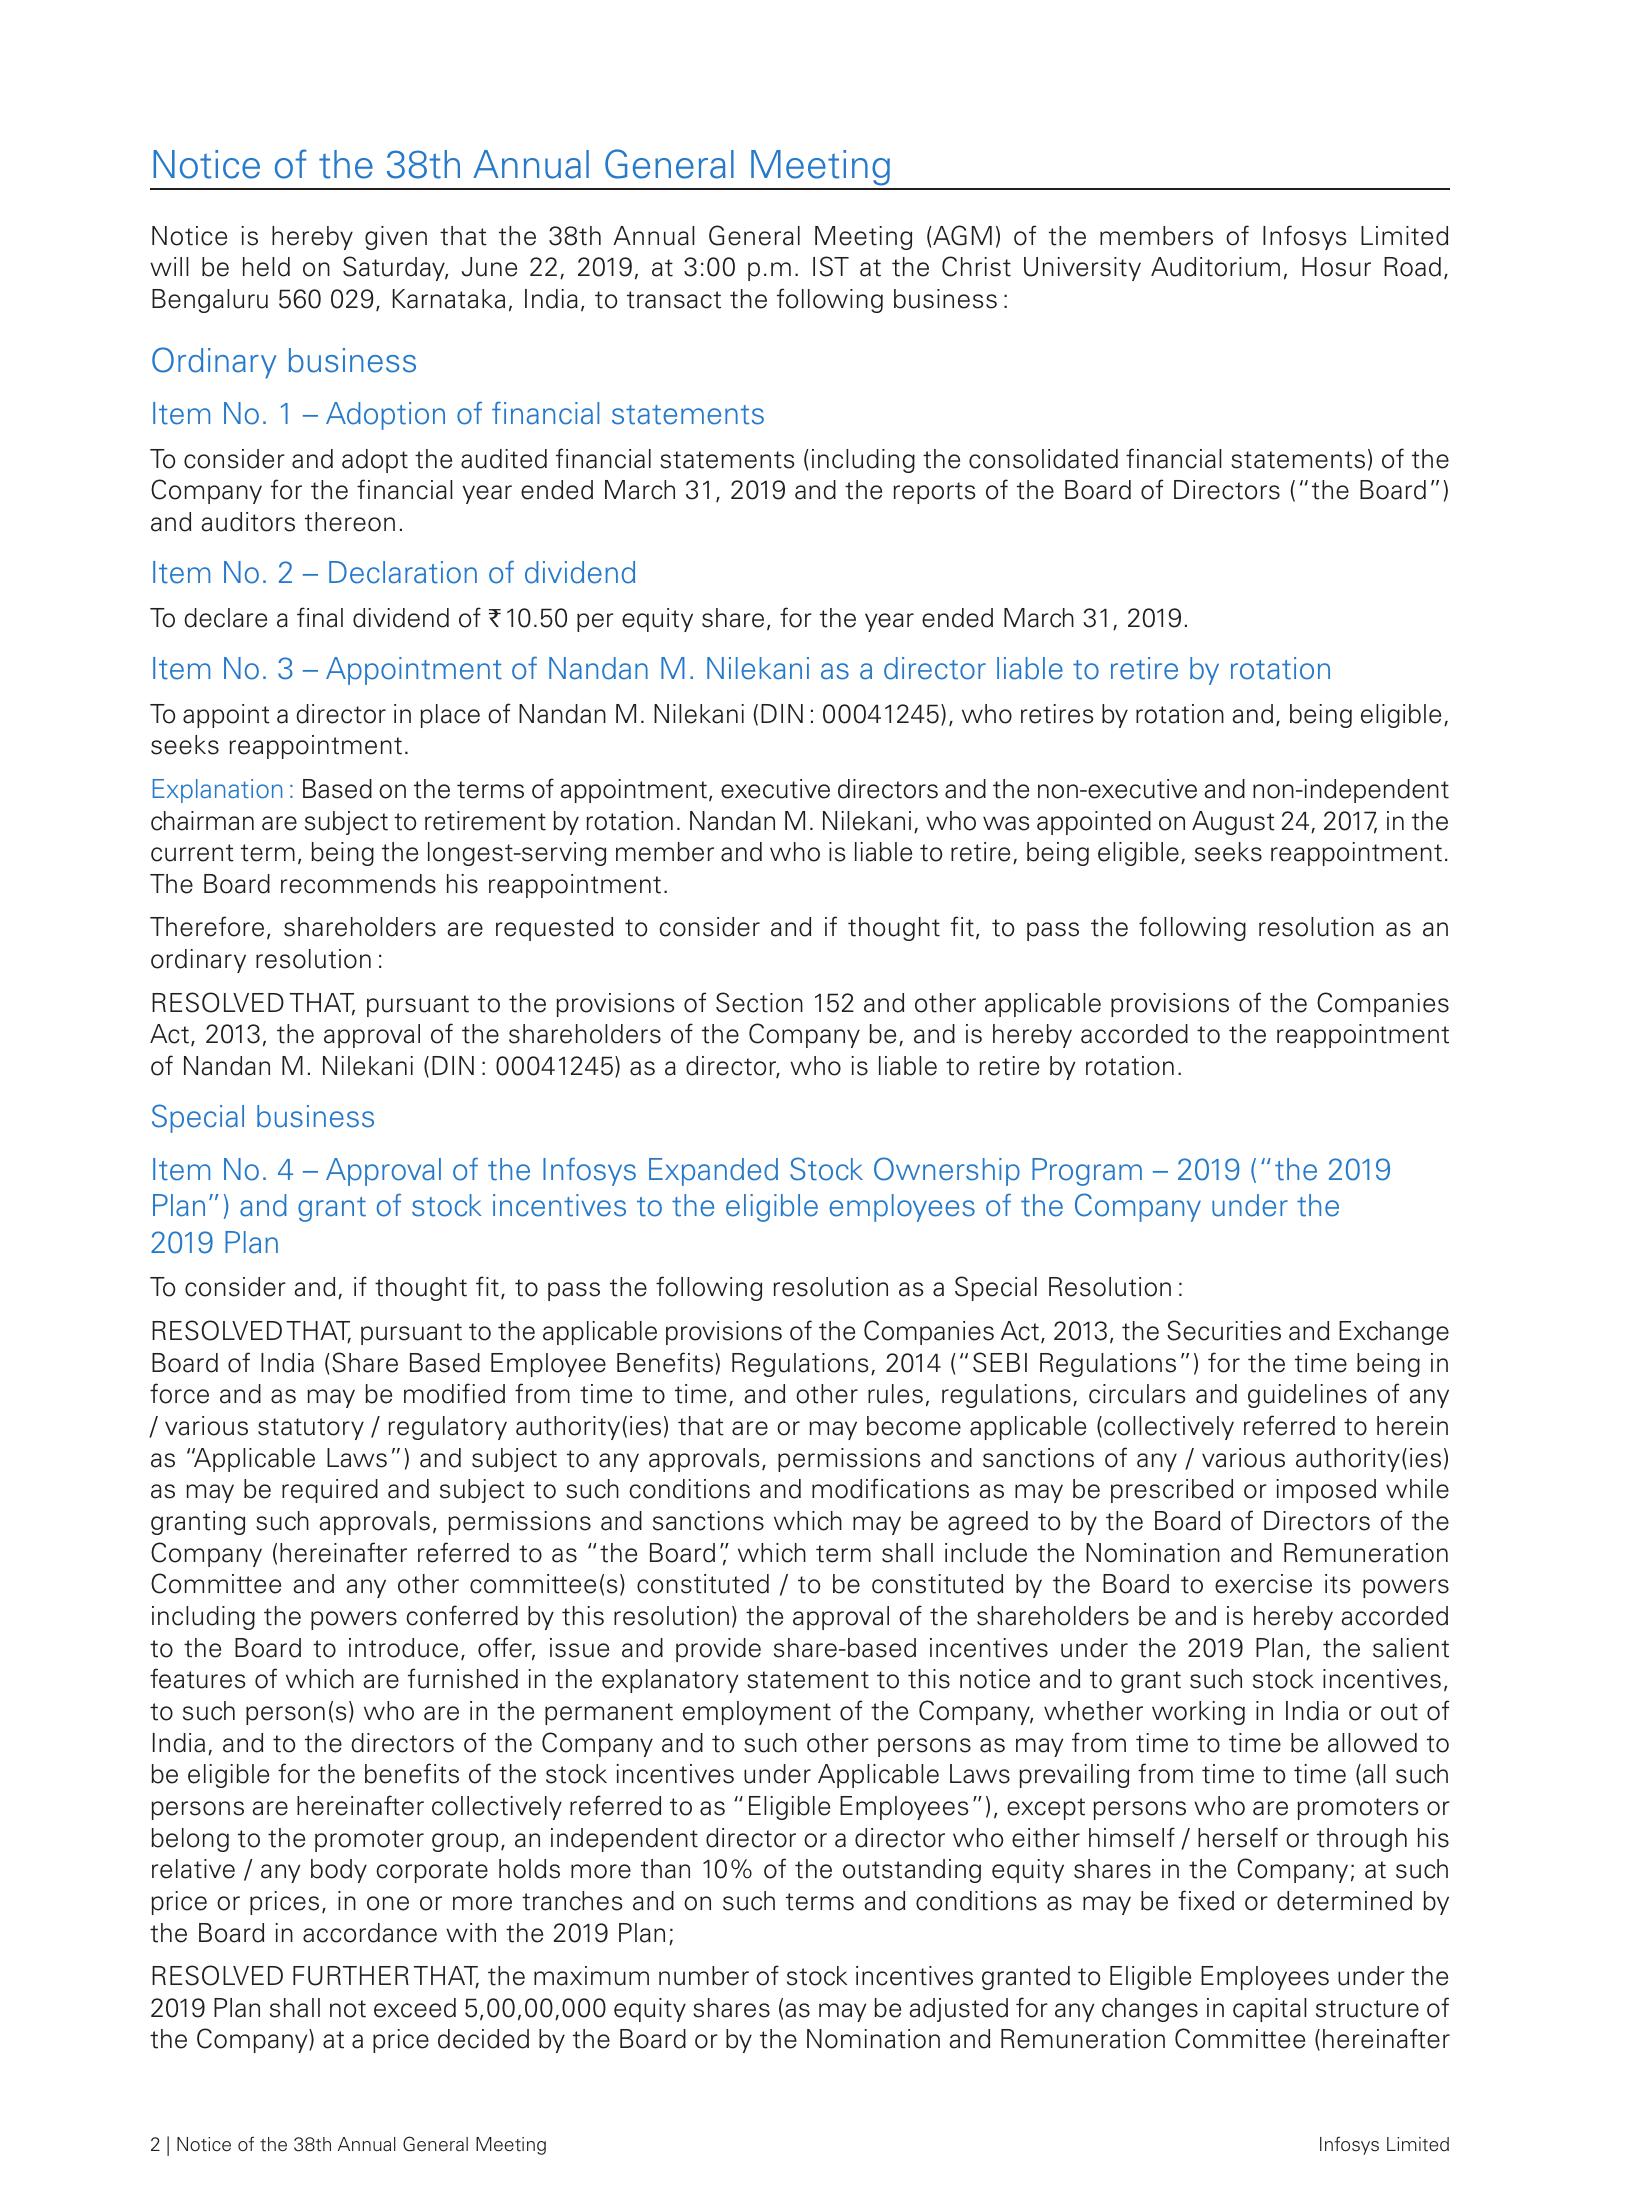 Notice of the 38th Annual General Meeting
Notice is hereby given that the 38th Annual General Meeting (AGM) of the members of Infosys Limited
will be held on Saturday, June 22, 2019, at 3:00 p.m. IST at the Christ University Auditorium, Hosur Road,
Bengaluru 560 029, Karnataka, India, to transact the following business :
Ordinary business
Item No. 1 – Adoption of financial statements
To consider and adopt the audited financial statements (including the consolidated financial statements) of the
Company for the financial year ended March 31, 2019 and the reports of the Board of Directors (“the Board”)
and auditors thereon.
Item No. 2 – Declaration of dividend
To declare a final dividend of ₹ 10.50 per equity share, for the year ended March 31, 2019.
Item No. 3 – Appointment of Nandan M. Nilekani as a director liable to retire by rotation
To appoint a director in place of Nandan M. Nilekani (DIN : 00041245), who retires by rotation and, being eligible,
seeks reappointment.
Explanation : Based on the terms of appointment, executive directors and the non-executive and non-independent
chairman are subject to retirement by rotation. Nandan M. Nilekani, who was appointed on August 24, 2017, in the
current term, being the longest-serving member and who is liable to retire, being eligible, seeks reappointment.
The Board recommends his reappointment.
Therefore, shareholders are requested to consider and if thought fit, to pass the following resolution as an
ordinary resolution :
RESOLVED THAT, pursuant to the provisions of Section 152 and other applicable provisions of the Companies
Act, 2013, the approval of the shareholders of the Company be, and is hereby accorded to the reappointment
of Nandan M. Nilekani (DIN : 00041245) as a director, who is liable to retire by rotation.
Special business
Item No. 4 – Approval of the Infosys Expanded Stock Ownership Program – 2019 (“the 2019
Plan”) and grant of stock incentives to the eligible employees of the Company under the
2019 Plan
To consider and, if thought fit, to pass the following resolution as a Special Resolution :
RESOLVED THAT, pursuant to the applicable provisions of the Companies Act, 2013, the Securities and Exchange
Board of India (Share Based Employee Benefits) Regulations, 2014 (“SEBI Regulations”) for the time being in
force and as may be modified from time to time, and other rules, regulations, circulars and guidelines of any
/ various statutory / regulatory authority(ies) that are or may become applicable (collectively referred to herein
as “Applicable Laws”) and subject to any approvals, permissions and sanctions of any / various authority(ies)
as may be required and subject to such conditions and modifications as may be prescribed or imposed while
granting such approvals, permissions and sanctions which may be agreed to by the Board of Directors of the
Company (hereinafter referred to as “the Board”, which term shall include the Nomination and Remuneration
Committee and any other committee(s) constituted / to be constituted by the Board to exercise its powers
including the powers conferred by this resolution) the approval of the shareholders be and is hereby accorded
to the Board to introduce, offer, issue and provide share-based incentives under the 2019 Plan, the salient
features of which are furnished in the explanatory statement to this notice and to grant such stock incentives,
to such person(s) who are in the permanent employment of the Company, whether working in India or out of
India, and to the directors of the Company and to such other persons as may from time to time be allowed to
be eligible for the benefits of the stock incentives under Applicable Laws prevailing from time to time (all such
persons are hereinafter collectively referred to as “Eligible Employees”), except persons who are promoters or
belong to the promoter group, an independent director or a director who either himself / herself or through his
relative / any body corporate holds more than 10% of the outstanding equity shares in the Company; at such
price or prices, in one or more tranches and on such terms and conditions as may be fixed or determined by
the Board in accordance with the 2019 Plan;
RESOLVED FURTHER THAT, the maximum number of stock incentives granted to Eligible Employees under the
2019 Plan shall not exceed 5,00,00,000 equity shares (as may be adjusted for any changes in capital structure of
the Company) at a price decided by the Board or by the Nomination and Remuneration Committee (hereinafter
2 | Notice of the 38th Annual General Meeting
Infosys Limited